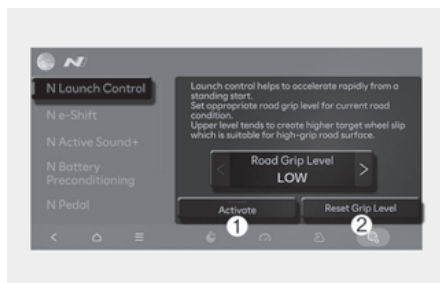 N
N Launch Control
N e-Shift
N Active Sound+
N Battery
Preconditioning
N Pedal
Launch control helps to accelerate rapidly from a
standing start.
Set appropriate road grip level for current road
condition.
Upper level tends to create higher target wheel slip
which is suitable for high-grip road surface.
< Road Grip Level >
LOW
Activate
Reset Grip Level
1
2